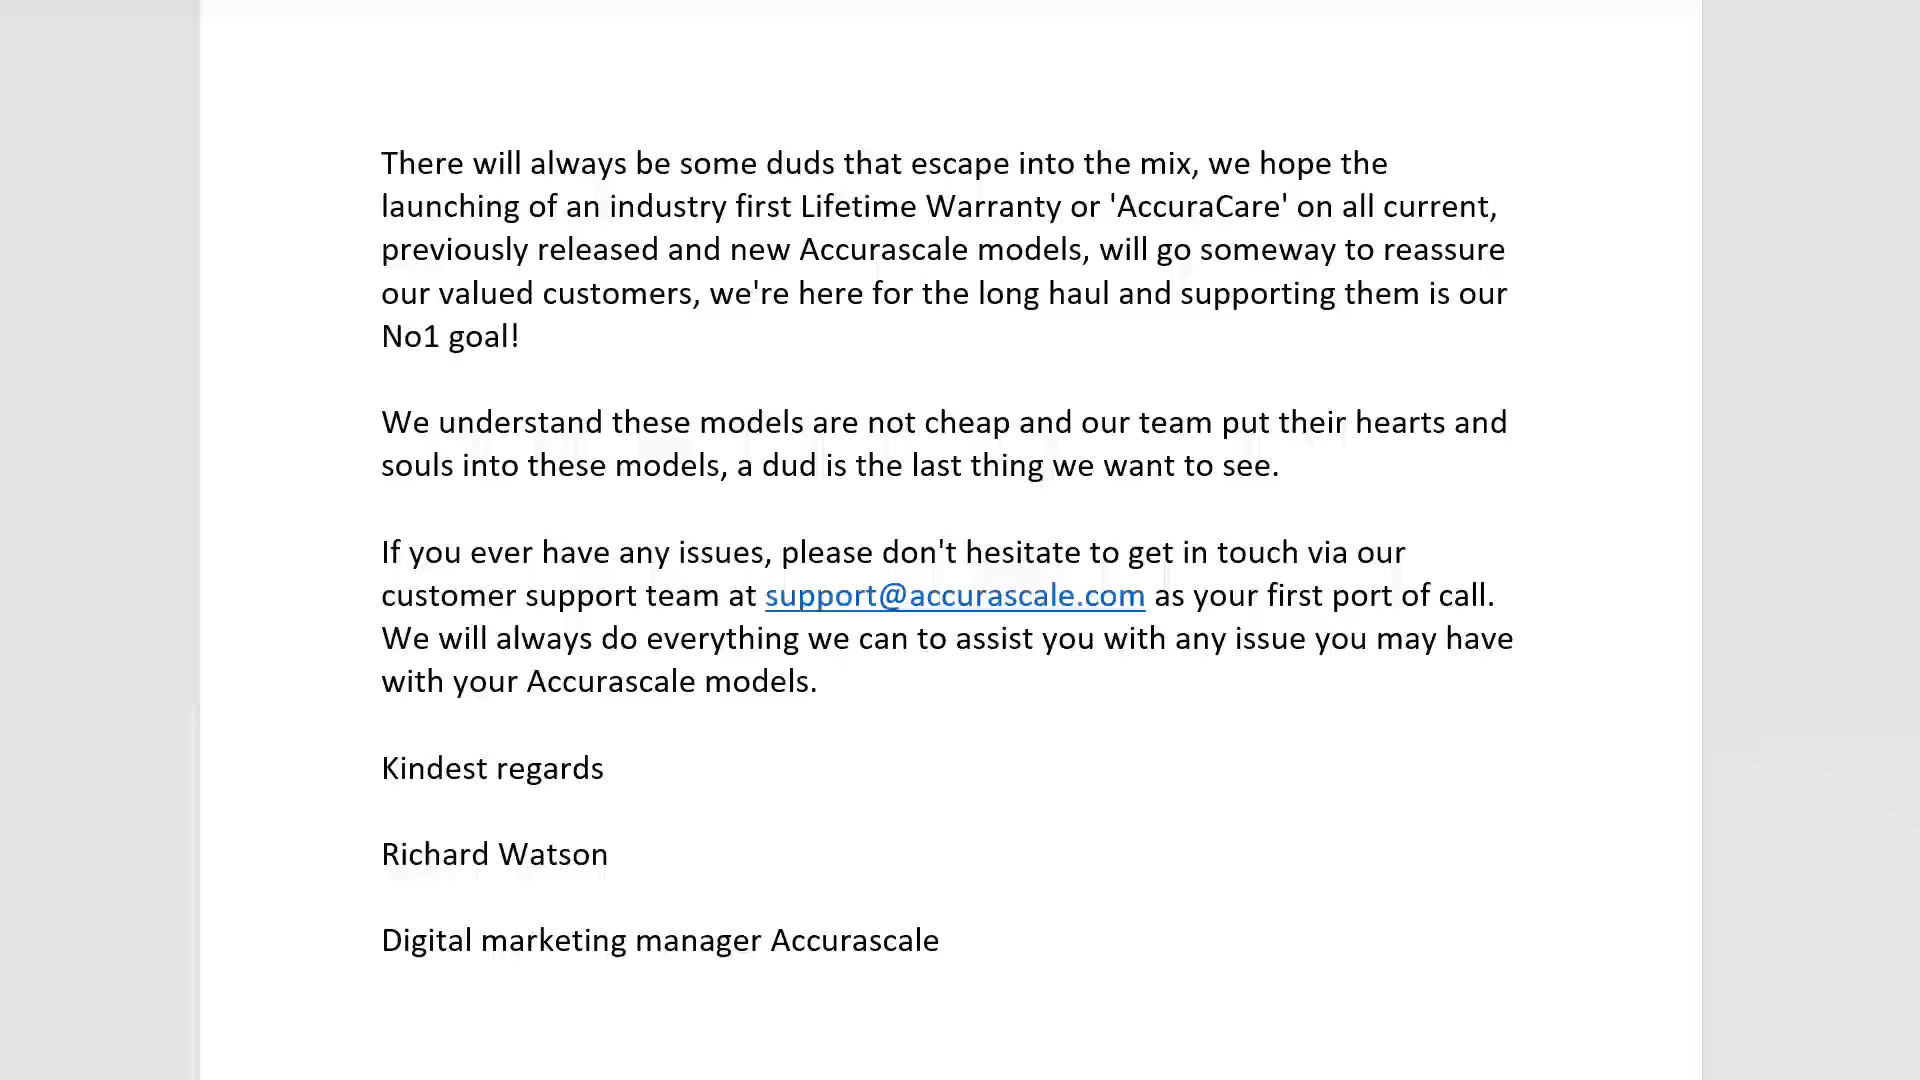 There will always be some duds that escape into the mix, we hope the
launching of an industry first Lifetime Warranty or 'AccuraCare' on all current,
previously released and new Accurascale models, will go someway to reassure
our valued customers, we're here for the long haul and supporting them is our
No1 goal!
We understand these models are not cheap and our team put their hearts and
souls into these models, a dud is the last thing we want to see.
If you ever have any issues, please don't hesitate to get in touch via our
customer support team at support@accurascale.com as your first port of call.
We will always do everything we can to assist you with any issue you may have
with your Accurascale models.
Kindest regards
Richard Watson
Digital marketing manager Accurascale